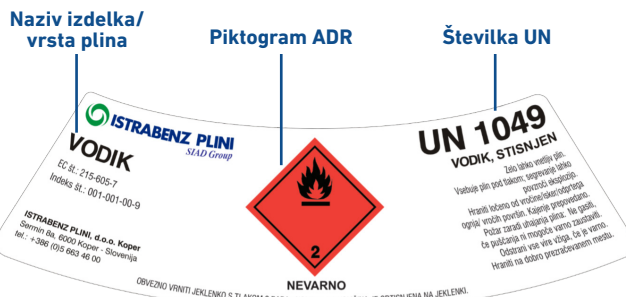 Naziv izdelka/
vrsta plina
Piktogram ADR
Številka UN
ISTRABENZ PLINI
SIAD Group
VODIK
EC št.: 215-605-7
Indeks št.: 001-001-00-9
ISTRABENZ PLINI, d.o.o. Koper
Sermin 8a, 6000 Koper - Slovenija
tel.: +386 (0)5 663 46 00
2
NEVARNO
UN 1049
VODIK, STISNJEN
Zelo lahko vnetljiv plin.
Vsebuje plin pod tlakom; segrevanje lahko
povzroči eksplozijo.
Hraniti ločeno od vročine/isker/odprtega
ognja/ vročih površin. Kajenje prepovedano.
Požar zaradi uhajanja plina: Ne gasiti,
če puščanja ni mogoče varno zaustaviti.
Odstrani vse vire vžiga, če je varno.
Hraniti na dobro prezračevanem mestu.
OBVEZNO VRNITI JEKLENKO S TLAKOM
ODTISNJENA NA JEKLENKI.